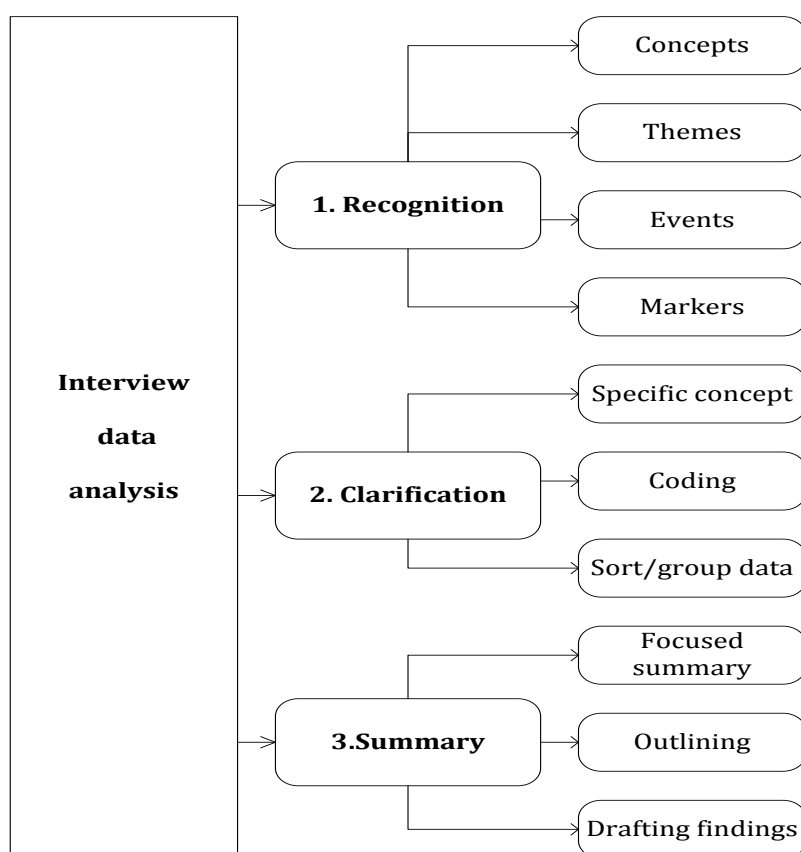 Interview
data
analysis
1. Recognition
Concepts
Themes
Events
Markers
2. Clarification
Specific concept
Coding
Sort/group data
3.Summary
Focused
summary
Outlining
Drafting findings